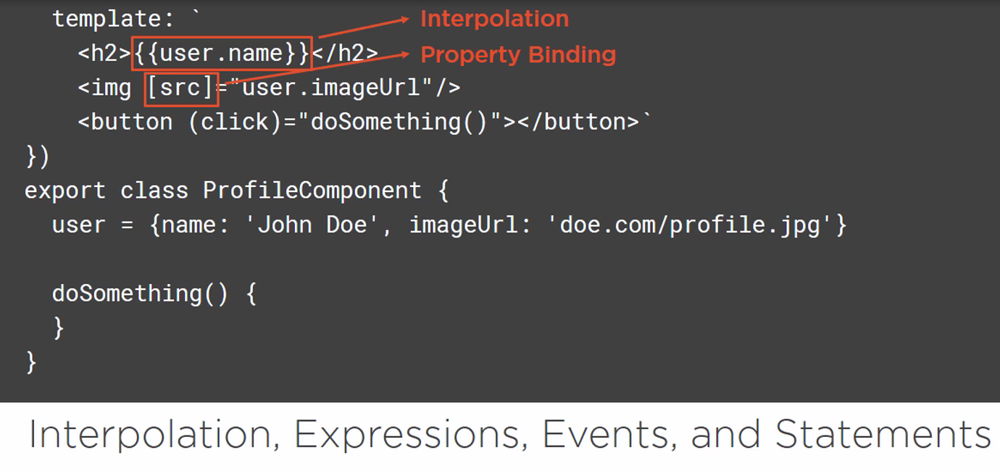 template: ` Interpolation
<h2>{{user.name}}</h2> Property Binding
<img [src]="user.imageUrl"/>
<button (click)="doSomething()"></button>`
})
export class ProfileComponent {
user = {name: 'John Doe', imageUrl: 'doe.com/profile.jpg'}
doSomething() {
}
}
Interpolation, Expressions, Events, and Statements